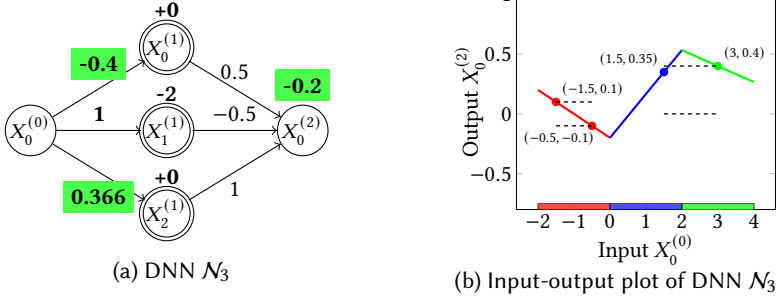 +0
X_0^{(1)}
-0.4
0.5
-0.2
-2
X_0^{(0)}
1
X_1^{(1)}
−0.5
X_0^{(2)}
+0
0.366
X_2^{(1)}
1
(a) DNN 𝒩_3
Output X_0^{(2)}
0.5
0
−0.5
(1.5, 0.35)
(3, 0.4)
(−1.5, 0.1)
(−0.5, −0.1)
−2 −1 0 1 2 3 4
Input X_0^{(0)}
(b) Input-output plot of DNN 𝒩_3